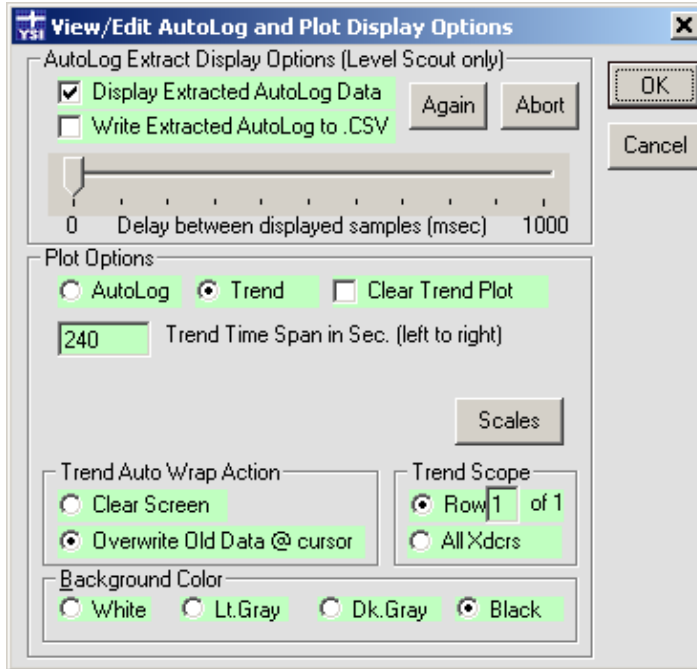 YSI View/Edit AutoLog and Plot Display Options
AutoLog Extract Display Options (Level Scout only)
Display Extracted AutoLog Data
Write Extracted AutoLog to .CSV
Again
Abort
OK
Cancel
0 Delay between displayed samples (msec) 1000
Plot Options
AutoLog Trend Clear Trend Plot
240 Trend Time Span in Sec. (left to right)
Scales
Trend Auto Wrap Action
Clear Screen
Overwrite Old Data @ cursor
Trend Scope
Row 1 of 1
All Xdcrs
Background Color
White Lt.Gray Dk.Gray Black